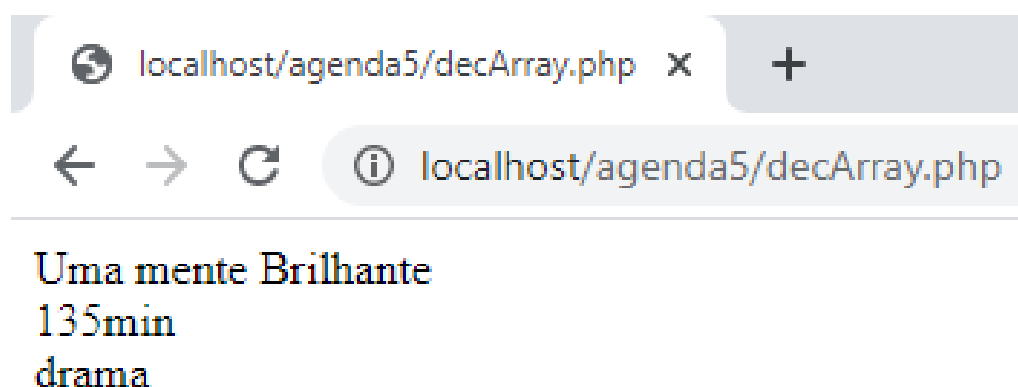 localhost/agenda5/decArray.php
localhost/agenda5/decArray.php
Uma mente Brilhante
135min
drama